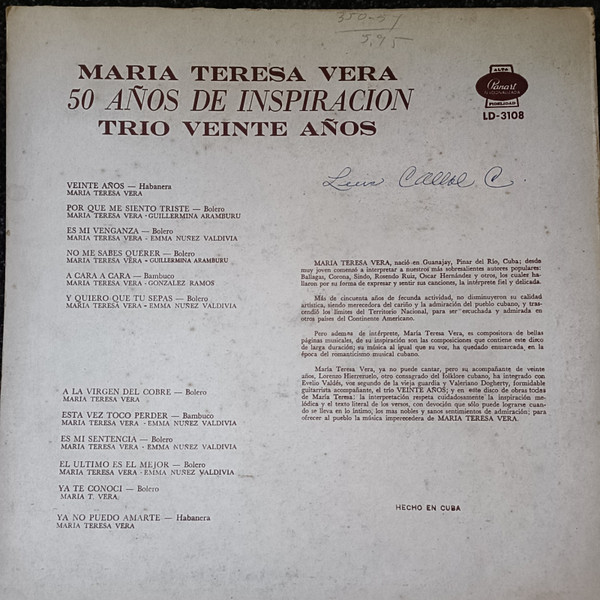 350-57
3,95
MARIA TERESA VERA
50 AÑOS DE INSPIRACION
TRIO VEINTE AÑOS
ALTA
Panart
NACIONALIZADA
FIDELIDAD
LD-3108
VEINTE AÑOS — Habanera
MARIA TERESA VERA
POR QUE ME SIENTO TRISTE — Bolero
MARIA TERESA VERA - GUILLERMINA ARAMBURU
ES MI VENGANZA — Bolero
MARIA TERESA VERA - EMMA NUÑEZ VALDIVIA
NO ME SABES QUERER — Bolero
MARIA TERESA VERA - GUILLERMINA ARAMBURU
A CARA A CARA — Bambuco
MARIA TERESA VERA - GONZALEZ RAMOS
Y QUIERO QUE TU SEPAS — Bolero
MARIA TERESA VERA - EMMA NUÑEZ VALDIVIA
A LA VIRGEN DEL COBRE — Bolero
MARIA TERESA VERA
ESTA VEZ TOCO PERDER — Bambuco
MARIA TERESA VERA - EMMA NUÑEZ VALDIVIA
ES MI SENTENCIA — Bolero
MARIA TERESA VERA - EMMA NUÑEZ VALDIVIA
EL ULTIMO ES EL MEJOR — Bolero
MARIA TERESA VERA - EMMA NUÑEZ VALDIVIA
YA TE CONOCI — Bolero
MARIA T. VERA
YA NO PUEDO AMARTE — Habanera
MARIA TERESA VERA
Luis
MARIA TERESA VERA, nació en Guanajay, Pinar del Río, Cuba; desde
muy joven comenzó a interpretar a nuestros más sobresalientes autores populares:
Ballagas, Corona, Sindo, Rosendo Ruiz, Oscar Hernández y otros, los cuales ha-
llaron por su forma de expresar y sentir sus canciones, la intérprete fiel y delicada.
Más de cincuenta años de fecunda actividad, no disminuyeron su calidad
artística, siendo merecedora del cariño y la admiración del pueblo cubano, y tras-
cendió los límites del Territorio Nacional, para ser escuchada y admirada en
otros países del Continente Americano.
Pero además de intérprete, María Teresa Vera, es compositora de bellas
páginas musicales, de su inspiración son las composiciones que contiene este disco
de larga duración; su música al igual que su voz, ha quedado enmarcada, en la
época del romanticismo musical cubano.
María Teresa Vera, ya no puede cantar, pero su acompañante de veinte
años, Lorenzo Hierrezuelo, otro consagrado del folklore cubano, ha integrado con
Evelio Valdés, voz segundo de la vieja guardia y Valeriano Dogherty, formidable
guitarrista acompañante, el trío VEINTE AÑOS; y en este disco de obras todas
de María Teresa: la interpretación respeta cuidadosamente la inspiración me-
lódica y el texto literal de los versos, con devoción que sólo puede lograrse cuan-
do se lleva en lo íntimo, los mas nobles y sanos sentimientos de admiración; para
ofrecer al pueblo la música imperecedera de MARIA TERESA VERA.
HECHO EN CUBA